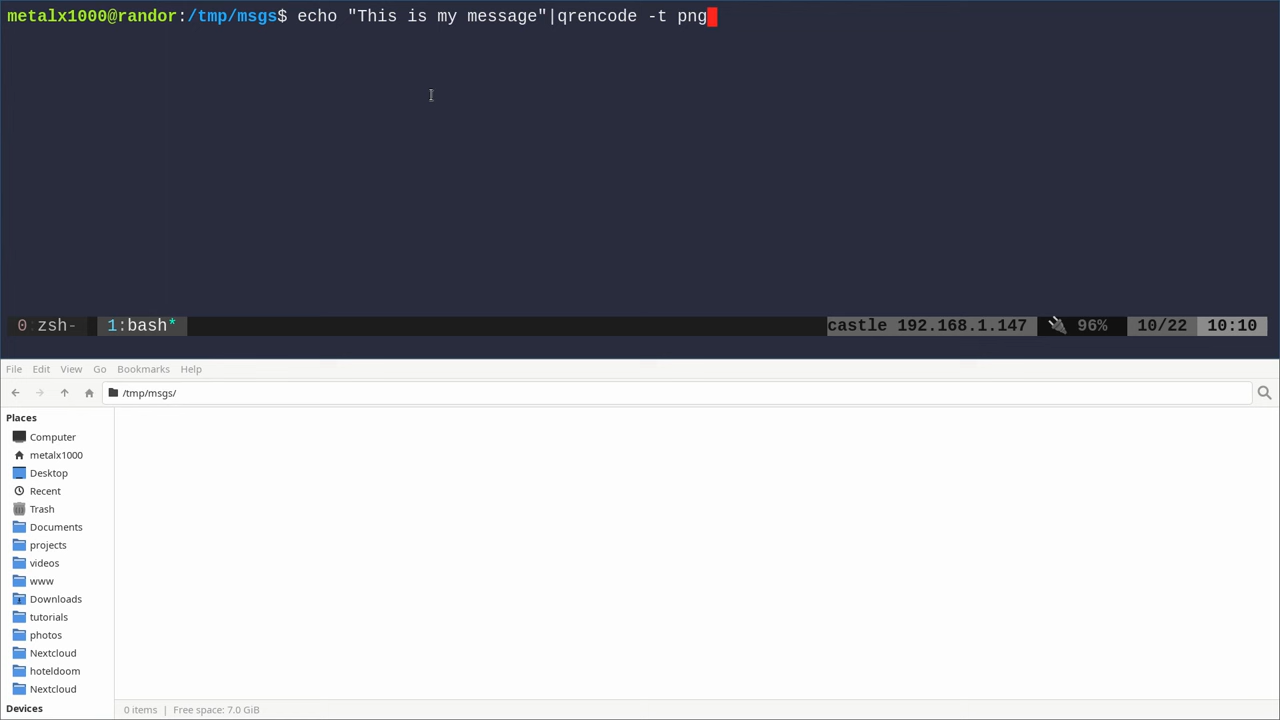 metalx1000@randor:/tmp/msgs$ echo "This is my message"|qrencode -t png
0 zsh- 1:bash* castle 192.168.1.147 96% 10/22 10:10
File Edit View Go Bookmarks Help
/tmp/msgs/
Places
Computer
metalx1000
Desktop
Recent
Trash
Documents
projects
videos
www
Downloads
tutorials
photos
Nextcloud
hoteldoom
Nextcloud
Devices
0 items | Free space: 7.0 GiB